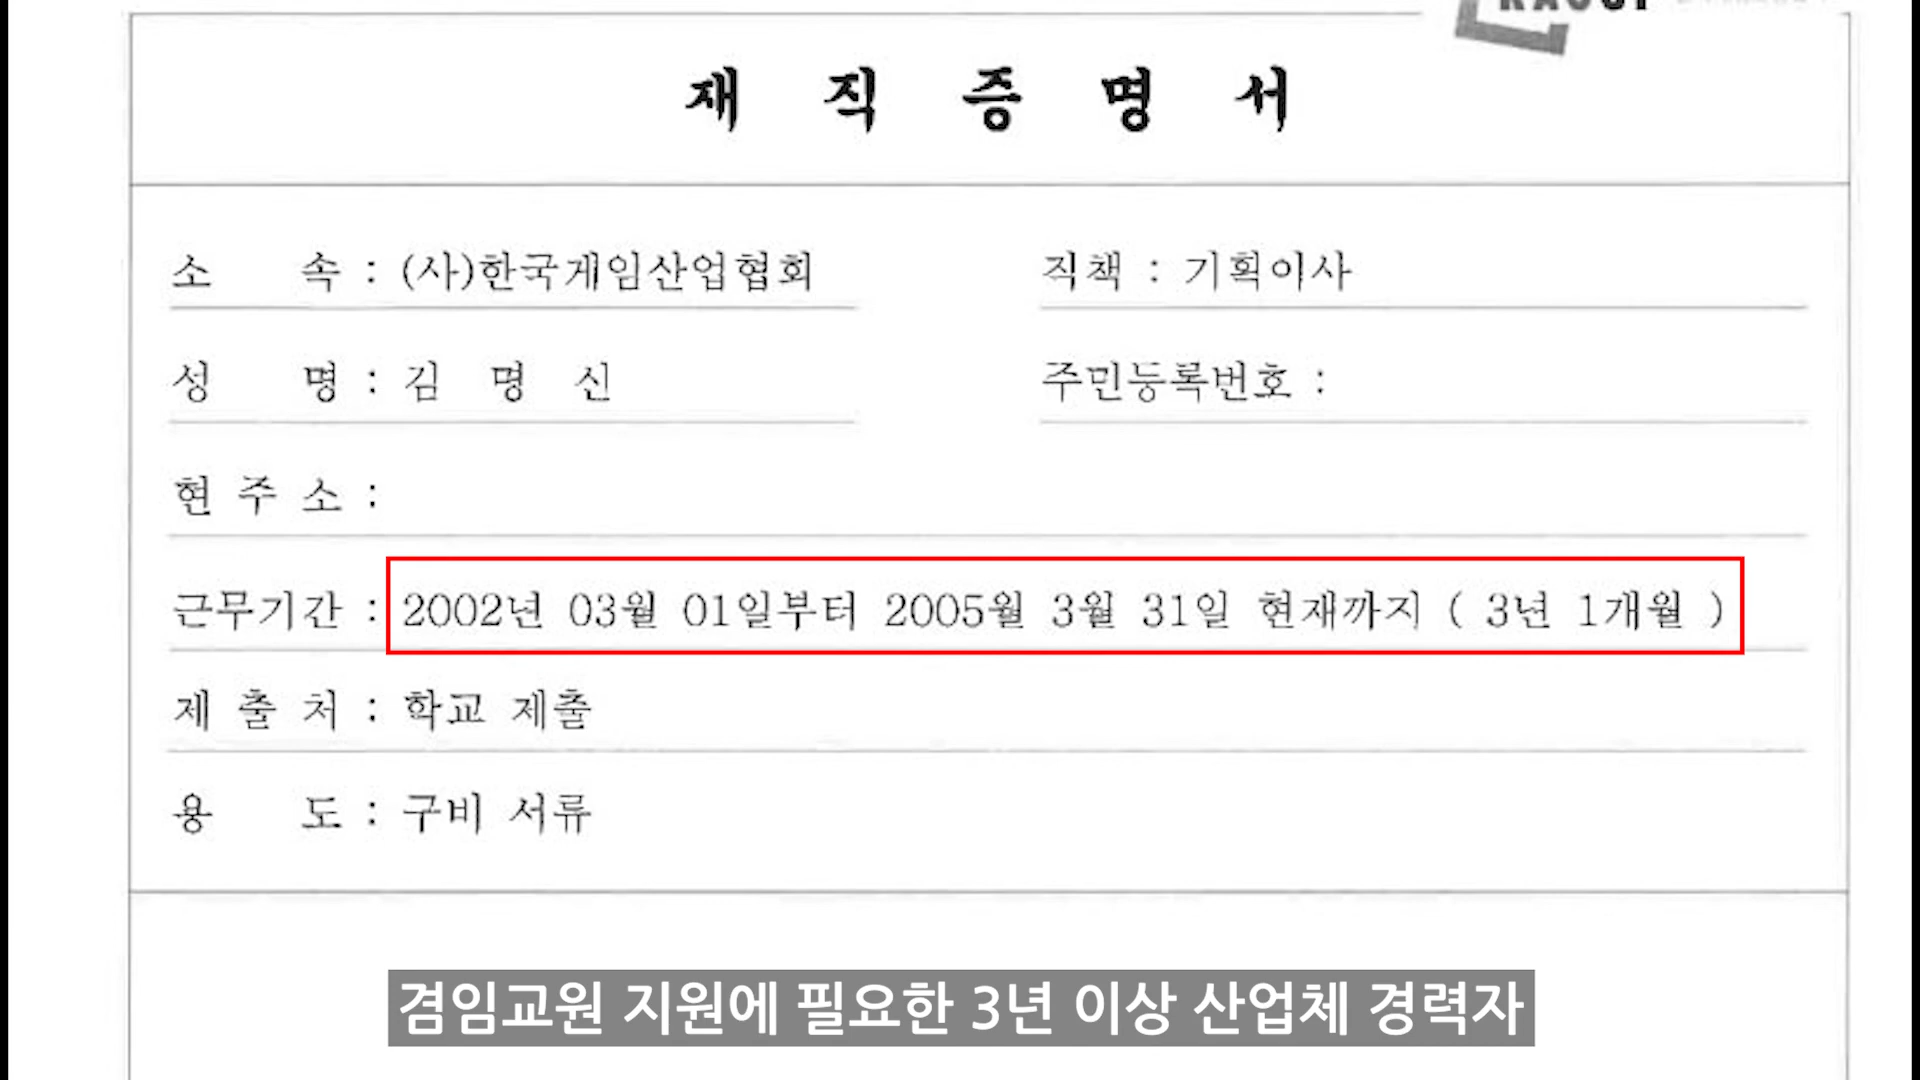 재 직 증 명 서
소 속 : (사)한국게임산업협회 직책 : 기획이사
성 명 : 김 명 신 주민등록번호 :
현 주 소 :
근무기간 : 2002년 03월 01일부터 2005월 3월 31일 현재까지 ( 3년 1개월 )
제 출 처 : 학교 제출
용 도 : 구비 서류
겸임교원 지원에 필요한 3년 이상 산업체 경력자